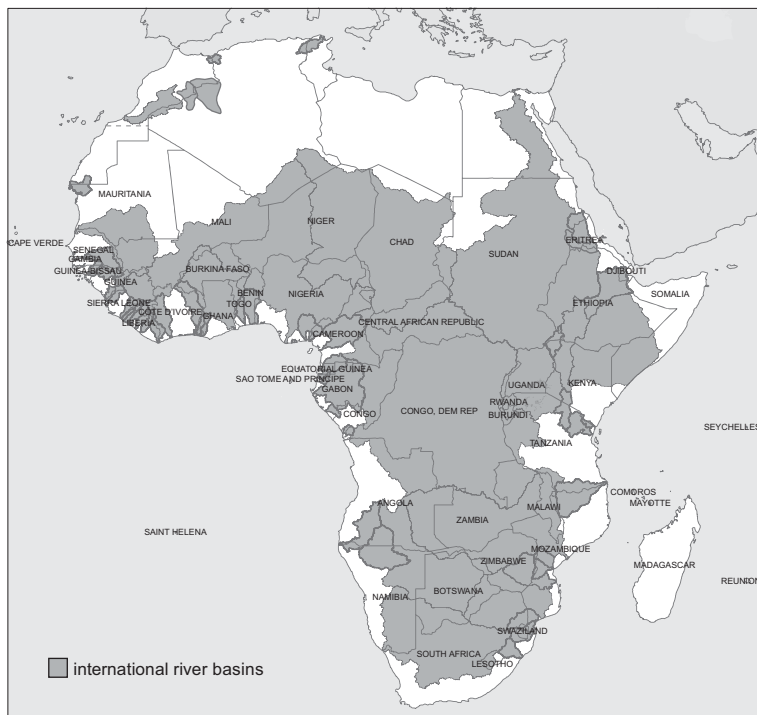 MAURITANIA
MALI
NIGER
CHAD
SUDAN
ERITREA
CAPE VERDE
SENEGAL
GAMBIA
GUINEA-BISSAU
GUINEA
BURKINA FASO
BENIN
NIGERIA
DJIBOUTI
SOMALIA
SIERRA LEONE
COTE D'IVOIRE
TOGO
GHANA
LIBERIA
ETHIOPIA
CAMEROON
CENTRAL AFRICAN REPUBLIC
EQUATORIAL GUINEA
SAO TOME AND PRINCIPE
GABON
UGANDA
KENYA
CONGO
CONGO, DEM REP
RWANDA
BURUNDI
SEYCHELLES
TANZANIA
COMOROS
MAYOTTE
ANGOLA
MALAWI
ZAMBIA
SAINT HELENA
MOZAMBIQUE
ZIMBABWE
MADAGASCAR
REUNION
NAMIBIA
BOTSWANA
SWAZILAND
SOUTH AFRICA
LESOTHO
international river basins